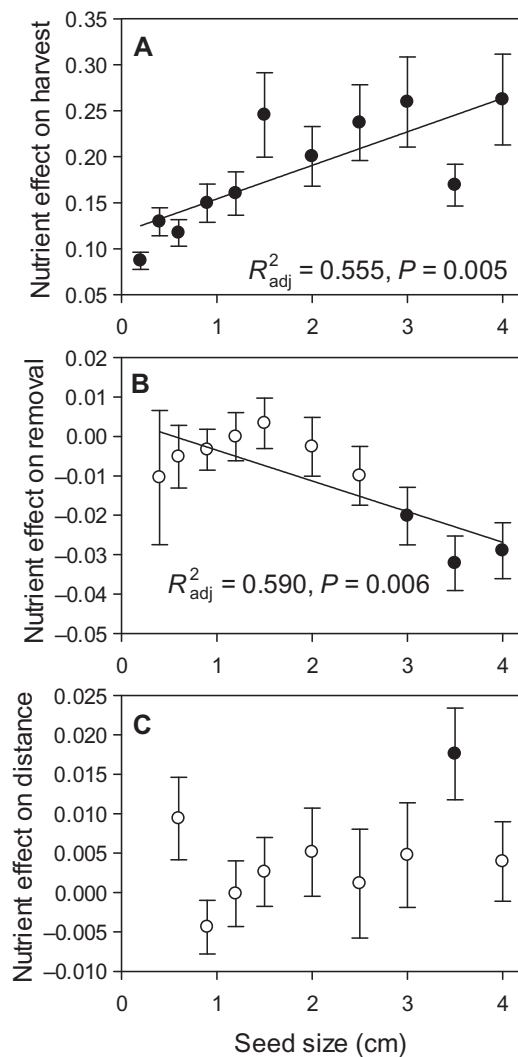 A
Nutrient effect on harvest
0.35
0.30
0.25
0.20
0.15
0.10
0.05
R²adj = 0.555, P = 0.005
0 1 2 3 4
B
Nutrient effect on removal
0.02
0.01
0.00
–0.01
–0.02
–0.03
–0.04
–0.05
R²adj = 0.590, P = 0.006
0 1 2 3 4
C
Nutrient effect on distance
0.025
0.020
0.015
0.010
0.005
0.000
–0.005
–0.010
0 1 2 3 4
Seed size (cm)